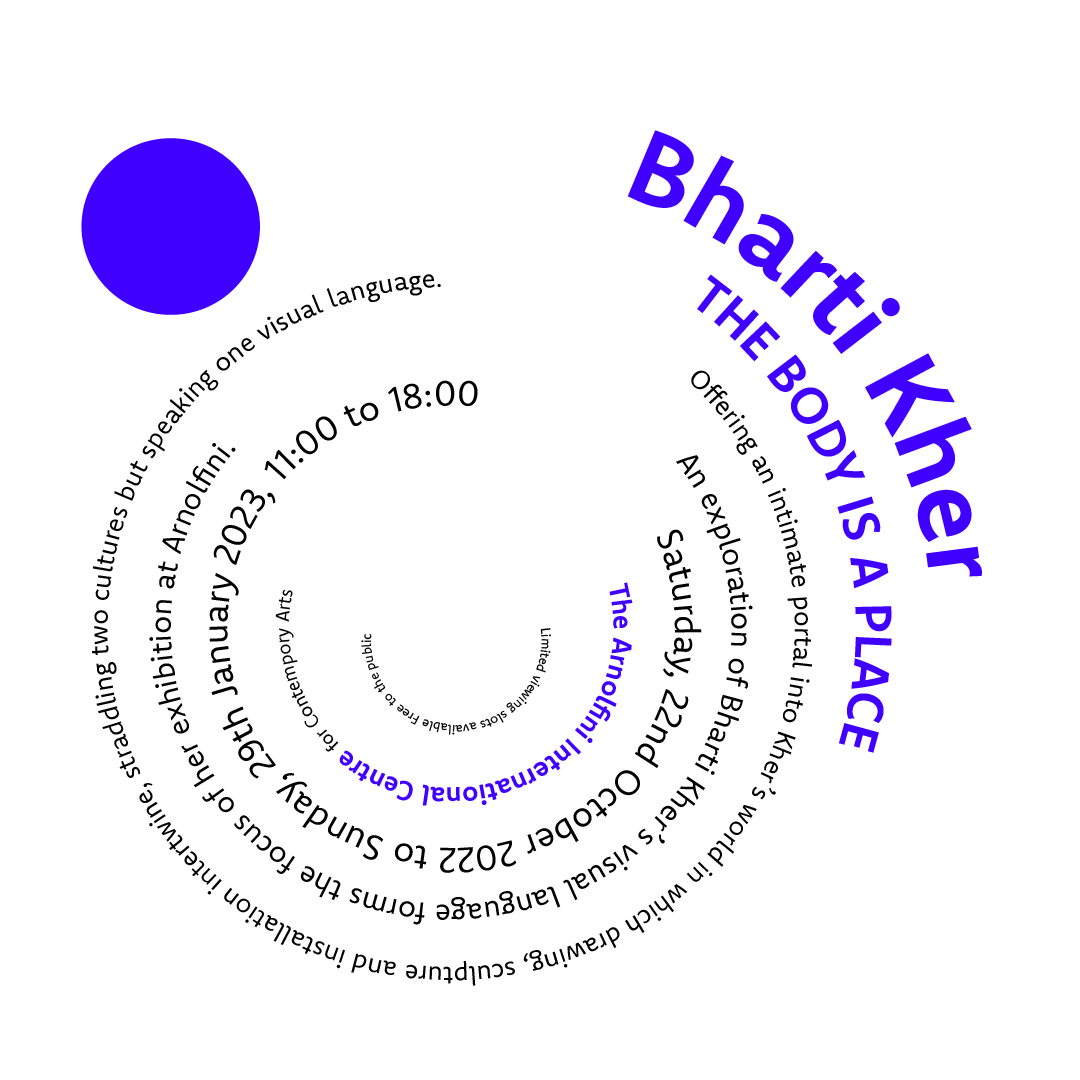 Bharti Kher
THE BODY IS A PLACE
Offering an intimate portal into Kher's world in which drawing, sculpture and installation intertwine, straddling two cultures but speaking one visual language.
An exploration of Bharti Kher's visual language forms the focus of her exhibition at Arnolfini.
Saturday, 22nd October 2022 to Sunday, 29th January 2023, 11:00 to 18:00
The Arnolfini International Centre for Contempory Arts
Limited viewing slots available Free to the public